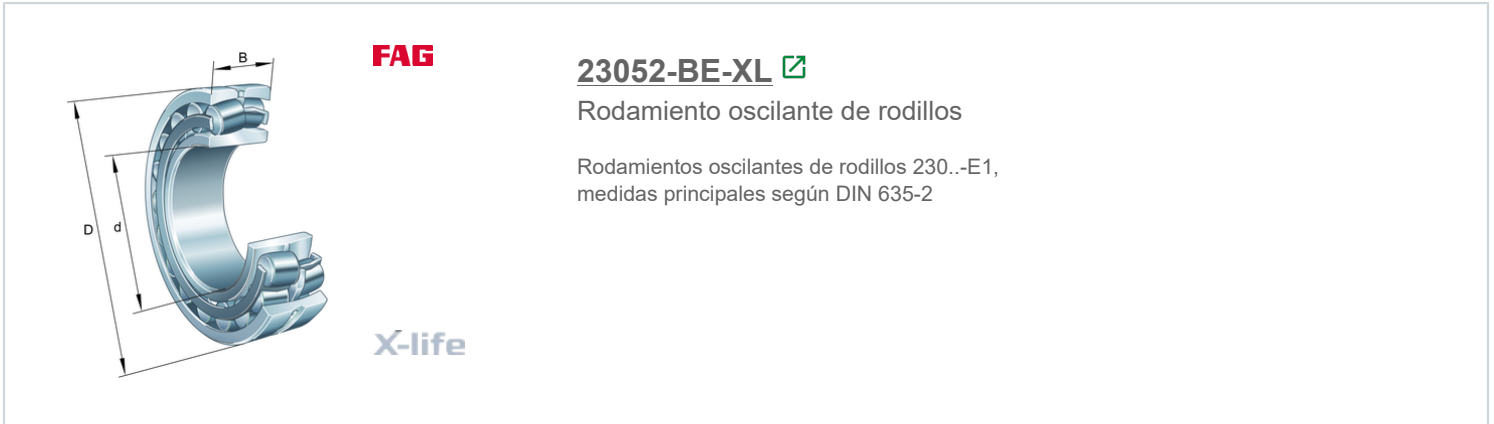 B
D
d
FAG
X-life
23052-BE-XL
Rodamiento oscilante de rodillos
Rodamientos oscilantes de rodillos 230..-E1,
medidas principales según DIN 635-2